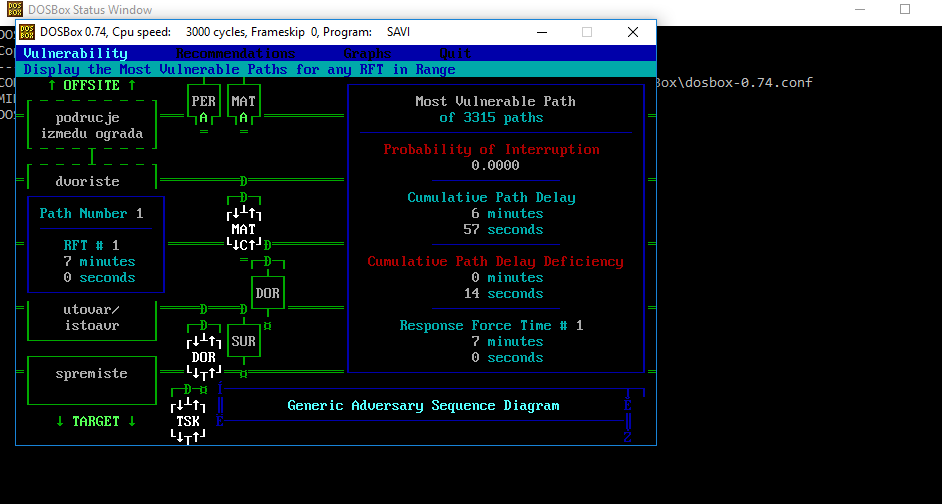 DOSBox Status Window
DOSBox 0.74, Cpu speed: 3000 cycles, Frameskip 0, Program: SAVI
Vulnerability Recommendations Graphs Quit
Display the Most Vulnerable Paths for any RFT in Range
Box\dosbox-0.74.conf
↑ OFFSITE ↑
PER MAT
A A
podrucje
izmedu ograda
dvoriste
D
D
Path Number 1
RFT # 1
7 minutes
0 seconds
MAT
C↑ D
D
DOR
utovar/
istoavr
D D
D
SUR
DOR
spremiste
D
TSK
↓ TARGET ↓
Most Vulnerable Path
of 3315 paths
Probability of Interruption
0.0000
Cumulative Path Delay
6 minutes
57 seconds
Cumulative Path Delay Deficiency
0 minutes
14 seconds
Response Force Time # 1
7 minutes
0 seconds
Generic Adversary Sequence Diagram